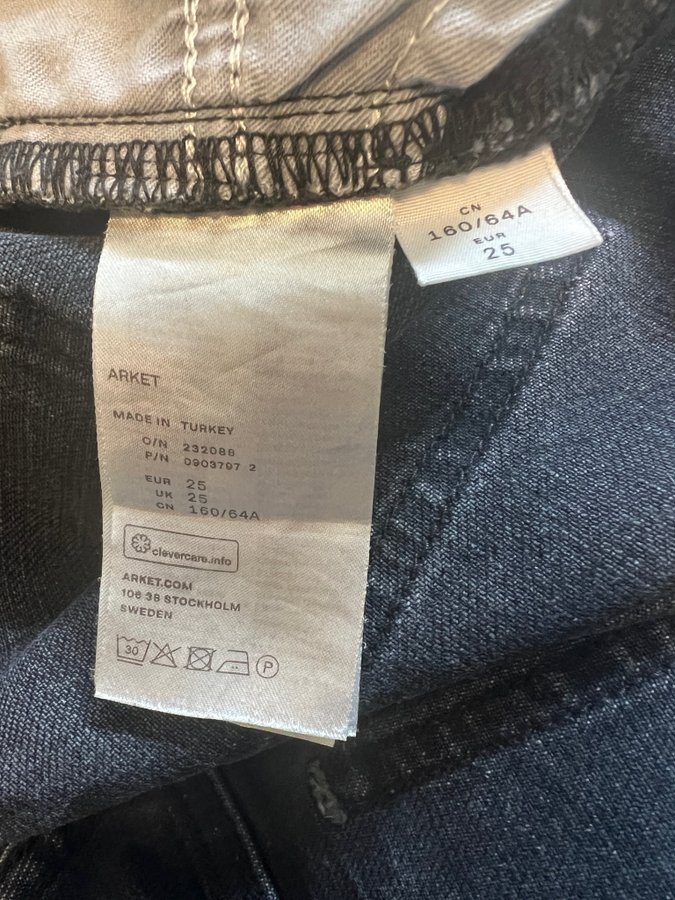 CN
160/64A
EUR
25
ARKET
MADE IN TURKEY
O/N 232088
P/N 0903797 2
EUR 25
UK 25
CN 160/64A
clevercare.info
ARKET.COM
106 38 STOCKHOLM
SWEDEN
30
P